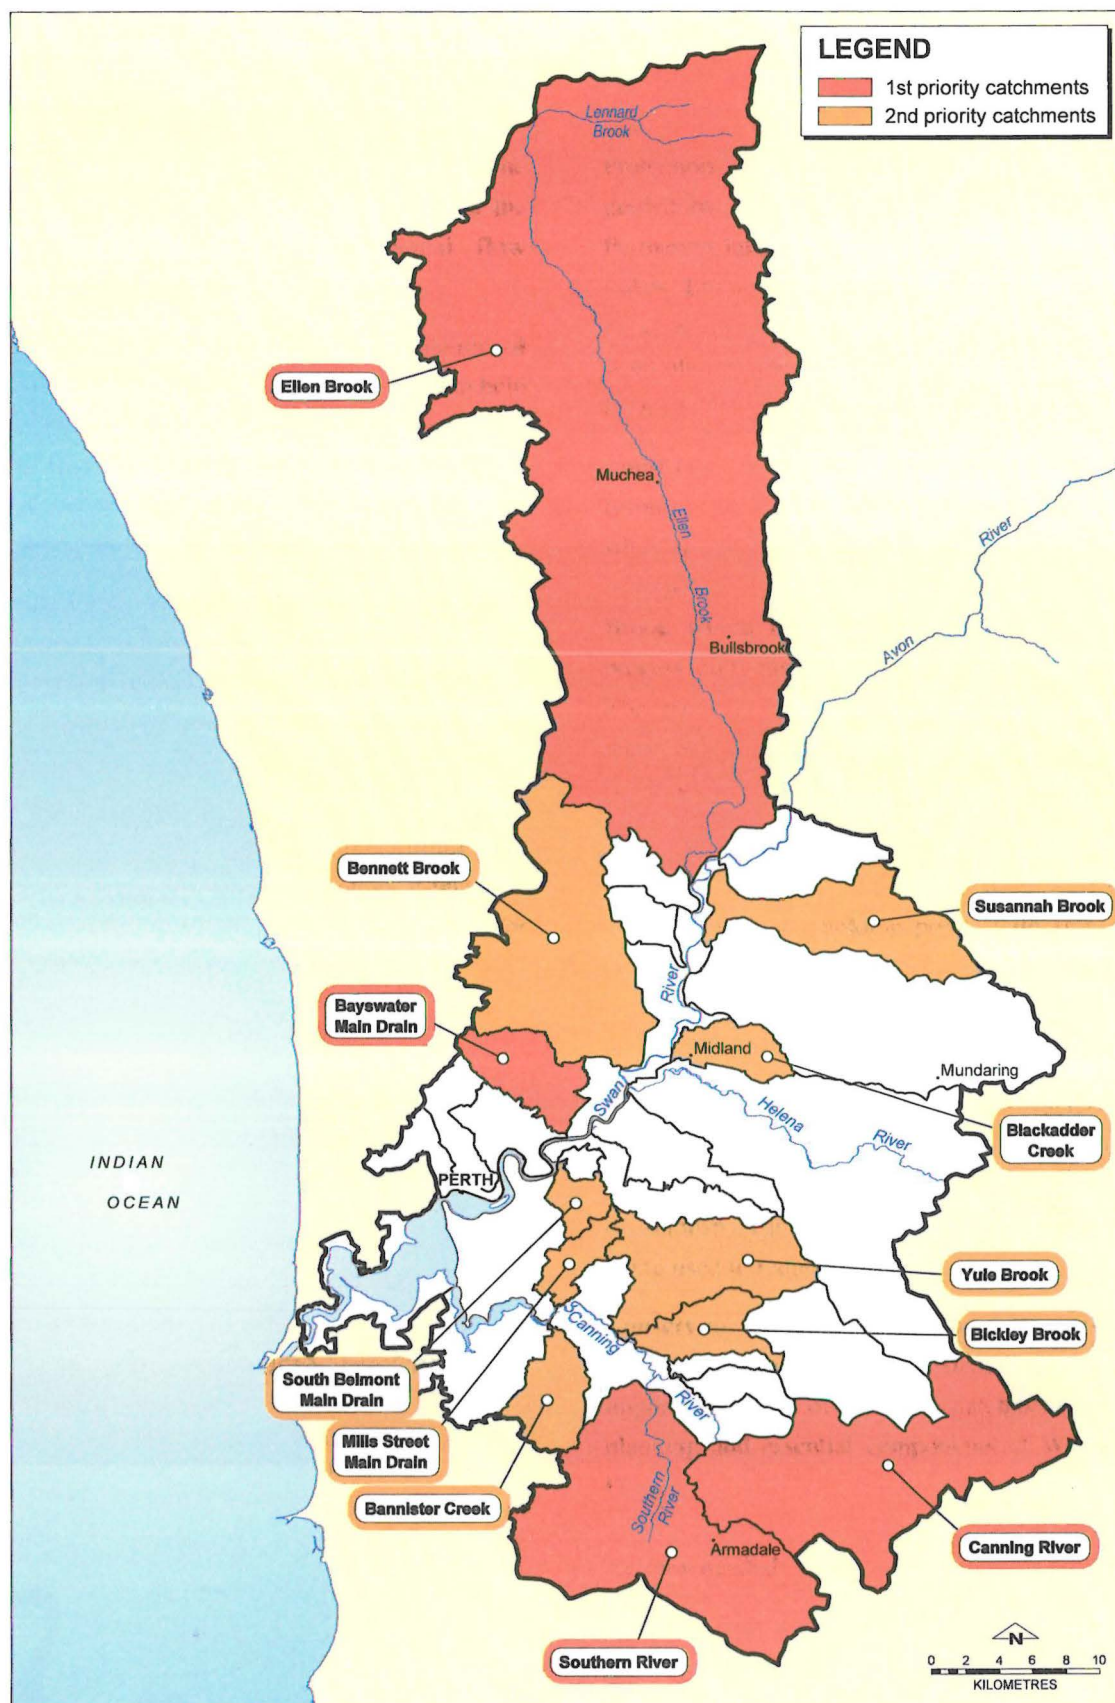 LEGEND
1st priority catchments
2nd priority catchments
Lennard
Brook
Ellen Brook
Muchea
Ellen
Brook
Bullsbrook
River
Avon
Bennett Brook
Susannah Brook
River
Bayswater
Main Drain
Midland
Mundaring
Swan
Helena
River
Blackadder
Creek
INDIAN
OCEAN
PERTH
Yule Brook
Canning
River
Bickley Brook
South Belmont
Main Drain
Mills Street
Main Drain
Bannister Creek
Southern
River
Armadale
Canning River
Southern River
N
0 2 4 6 8 10
KILOMETRES